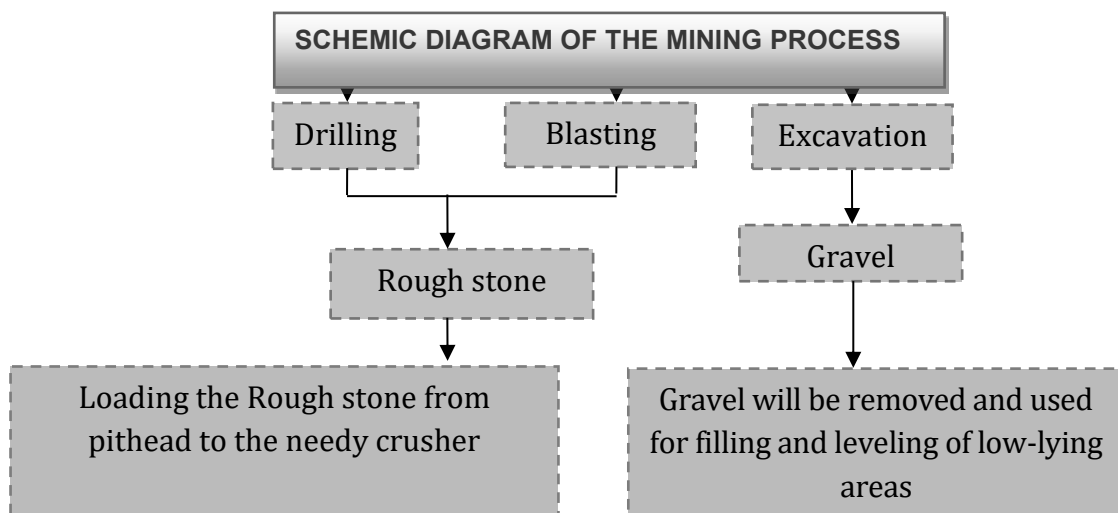 SCHEMIC DIAGRAM OF THE MINING PROCESS
Drilling
Blasting
Excavation
Rough stone
Gravel
Loading the Rough stone from
pithead to the needy crusher
Gravel will be removed and used
for filling and leveling of low-lying
areas